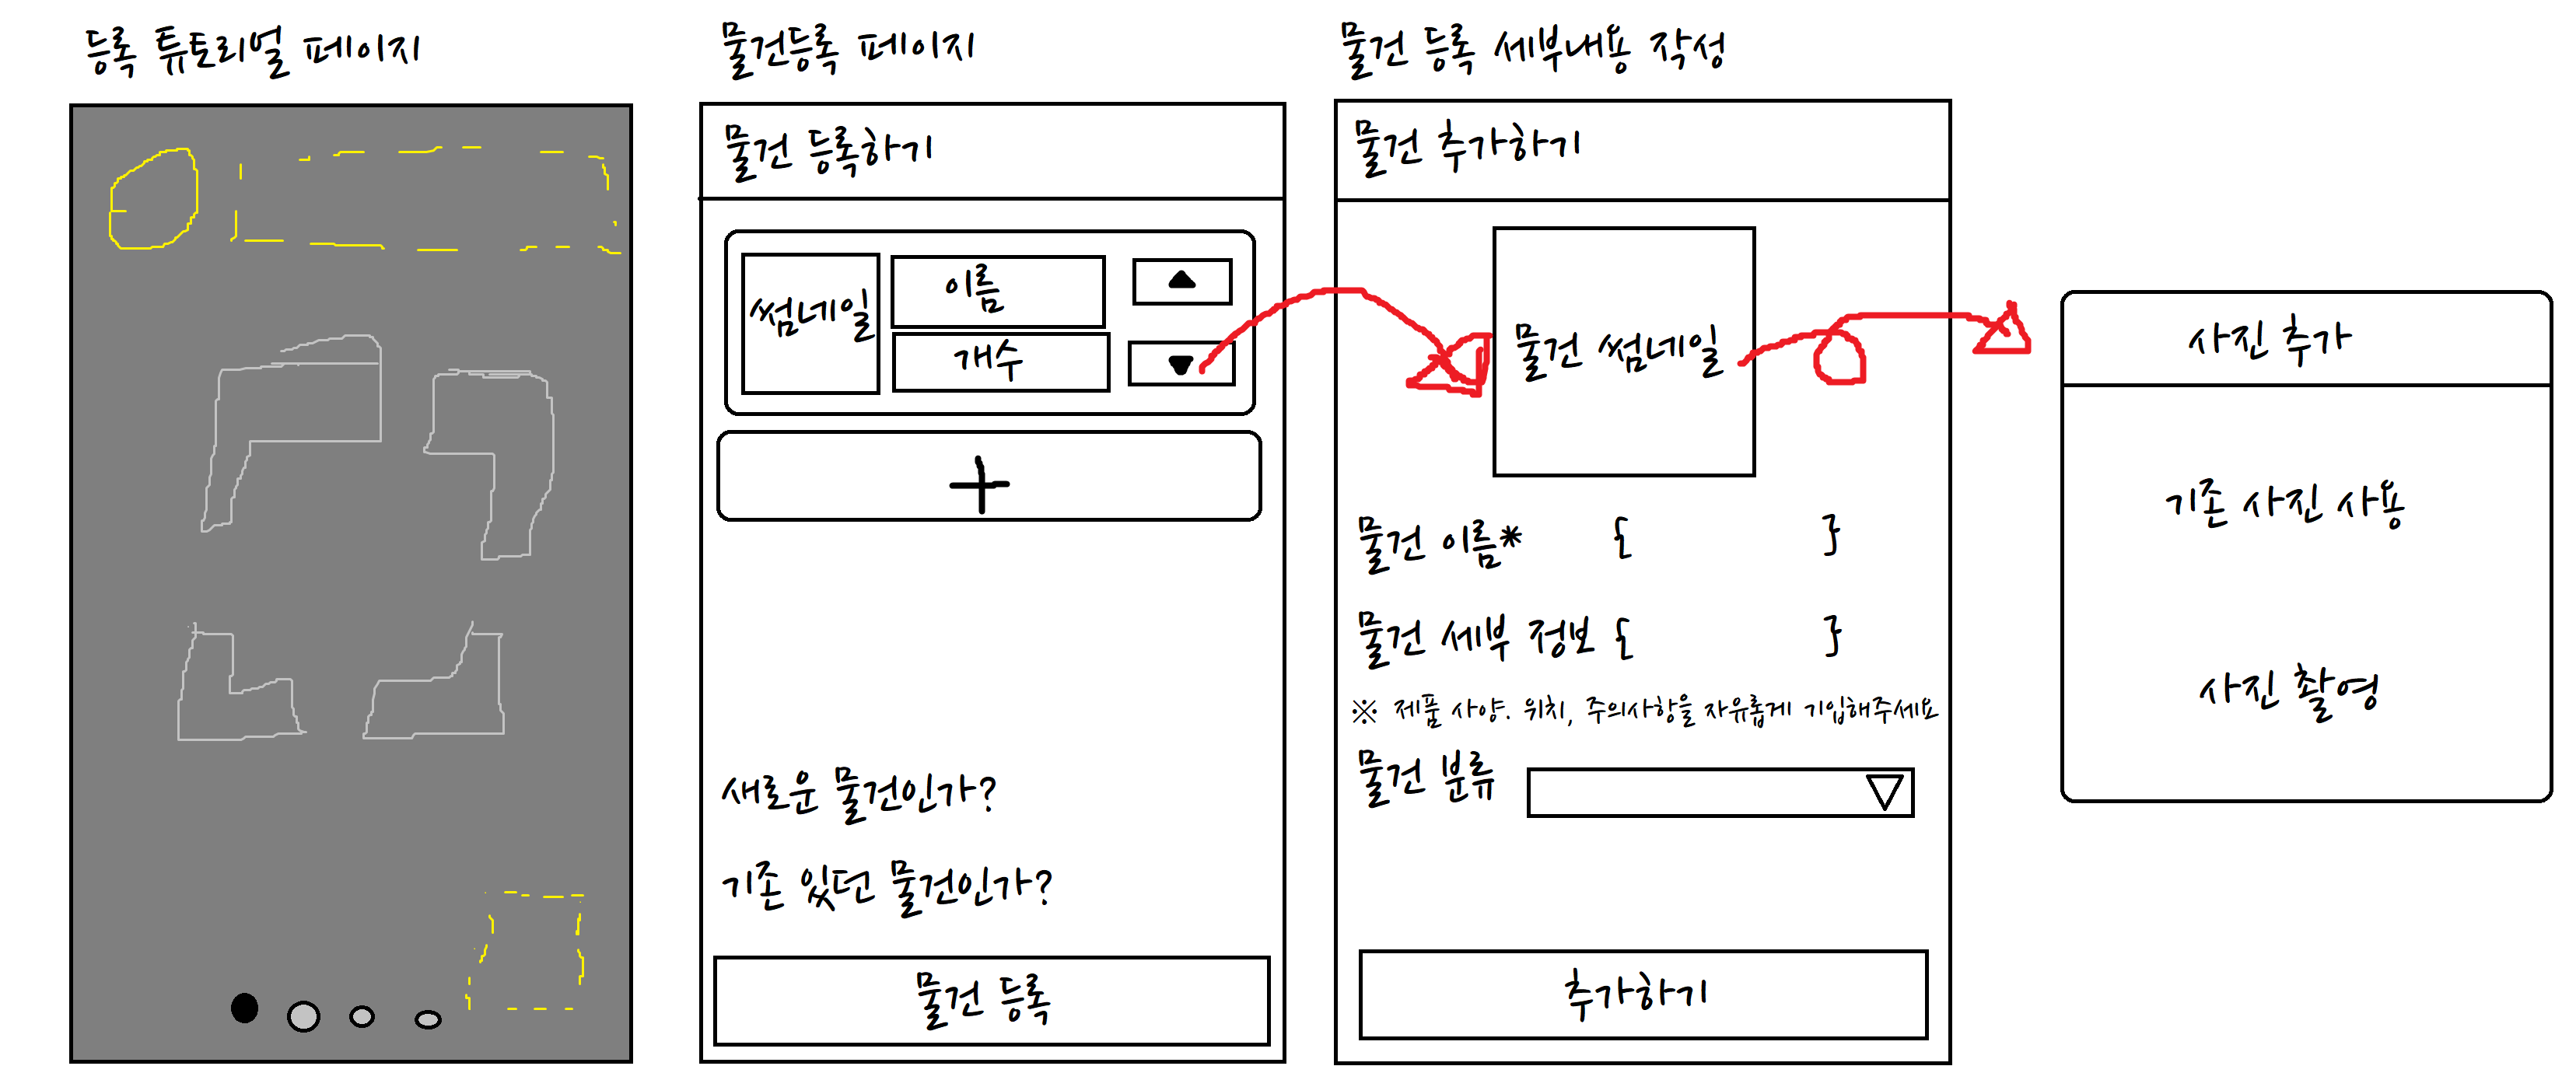 등록 튜토리얼 페이지
물건등록 페이지
물건 등록하기
썸네일
이름
개수
▲
▼
+
새로운 물건인가?
기존 있던 물건인가?
물건 등록
물건 등록 세부내용 작성
물건 추가하기
물건 썸네일
물건 이름* { }
물건 세부 정보 { }
※ 제품 사양. 위치, 주의사항을 자유롭게 기입해주세요
물건 분류
추가하기
사진 추가
기존 사진 사용
사진 촬영